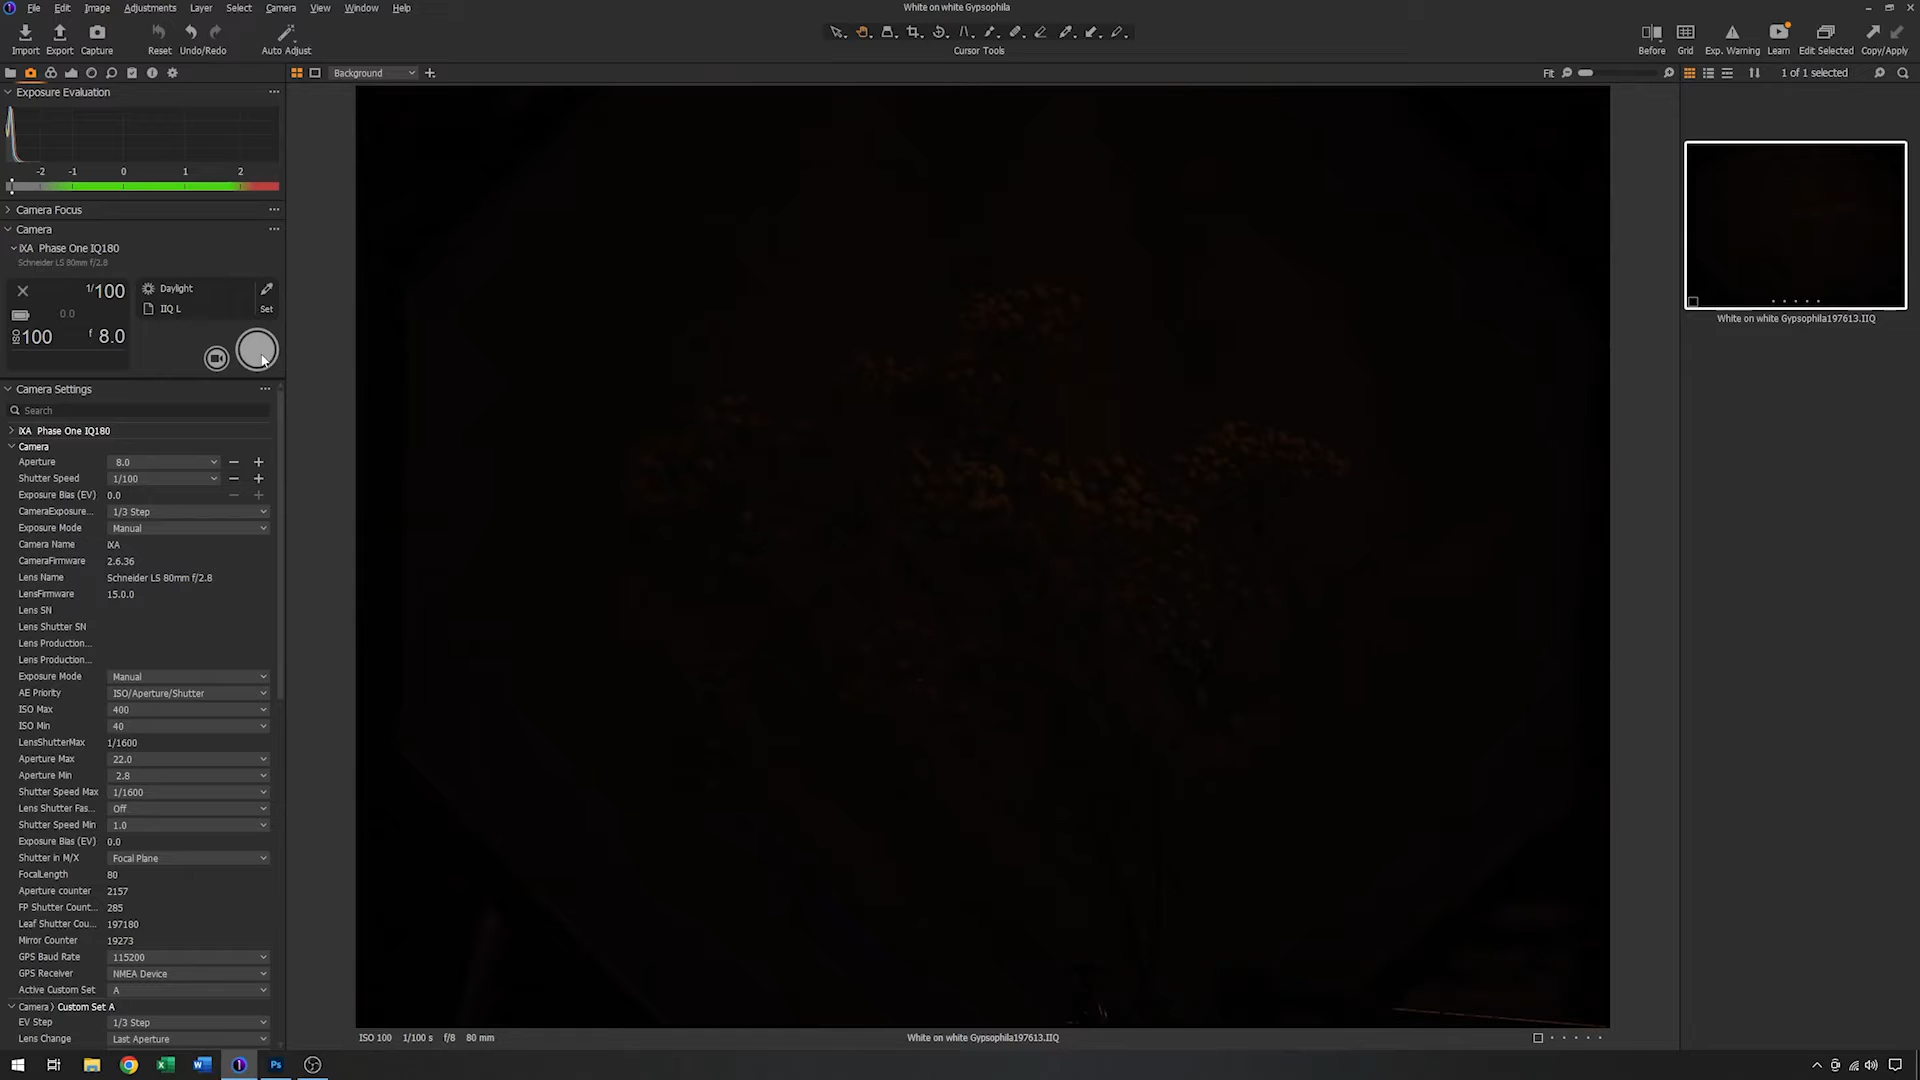 File Edit Image Adjustments Layer Select Camera View Window Help
White on white Gypsophila
Import Export Capture Reset Undo/Redo Auto Adjust
Cursor Tools
Before Grid Exp. Warning Learn Edit Selected Copy/Apply
Background
Fit
1 of 1 selected
Exposure Evaluation
-2 -1 0 1 2
Camera Focus
Camera
iXA Phase One IQ180
Schneider LS 80mm f/2.8
1/100
Daylight
0.0
IIQ L
Set
ISO 100
f 8.0
Camera Settings
Search
iXA Phase One IQ180
Camera
Aperture 8.0
Shutter Speed 1/100
Exposure Bias (EV) 0.0
CameraExposure... 1/3 Step
Exposure Mode Manual
Camera Name iXA
CameraFirmware 2.6.36
Lens Name Schneider LS 80mm f/2.8
LensFirmware 15.0.0
Lens SN
Lens Shutter SN
Lens Production...
Lens Production...
Exposure Mode Manual
AE Priority ISO/Aperture/Shutter
ISO Max 400
ISO Min 40
LensShutterMax 1/1600
Aperture Max 22.0
Aperture Min 2.8
Shutter Speed Max 1/1600
Lens Shutter Fas... Off
Shutter Speed Min 1.0
Exposure Bias (EV) 0.0
Shutter in M/X Focal Plane
FocalLength 80
Aperture counter 2157
FP Shutter Count... 285
Leaf Shutter Cou... 197180
Mirror Counter 19273
GPS Baud Rate 115200
GPS Receiver NMEA Device
Active Custom Set A
Camera ) Custom Set A
EV Step 1/3 Step
Lens Change Last Aperture
White on white Gypsophila197613.IIQ
ISO 100 1/100 s f/8 80 mm
White on white Gypsophila197613.IIQ
Ps